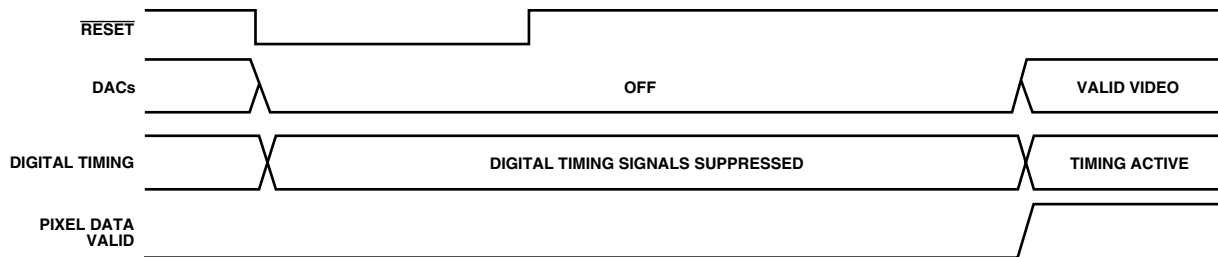 RESET
DACs
OFF
VALID VIDEO
DIGITAL TIMING
DIGITAL TIMING SIGNALS SUPPRESSED
TIMING ACTIVE
PIXEL DATA
VALID